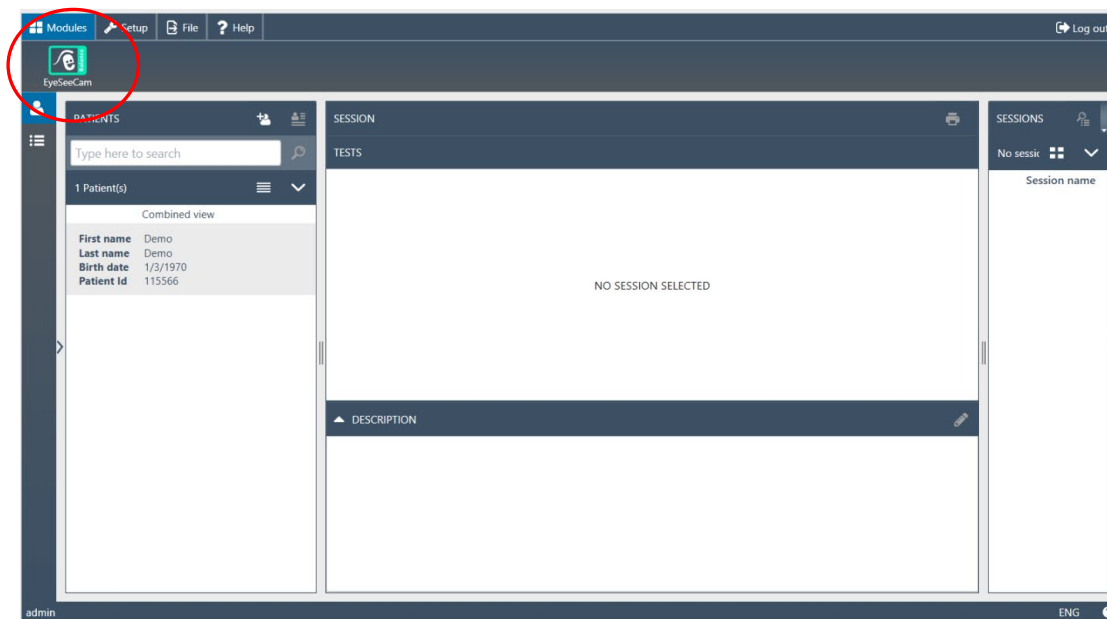 Modules Setup File ? Help Log out
EyeSeeCam
PATIENTS
Type here to search
1 Patient(s)
Combined view
First name Demo
Last name Demo
Birth date 1/3/1970
Patient Id 115566
SESSION
TESTS
NO SESSION SELECTED
DESCRIPTION
SESSIONS
No sessic
Session name
admin ENG